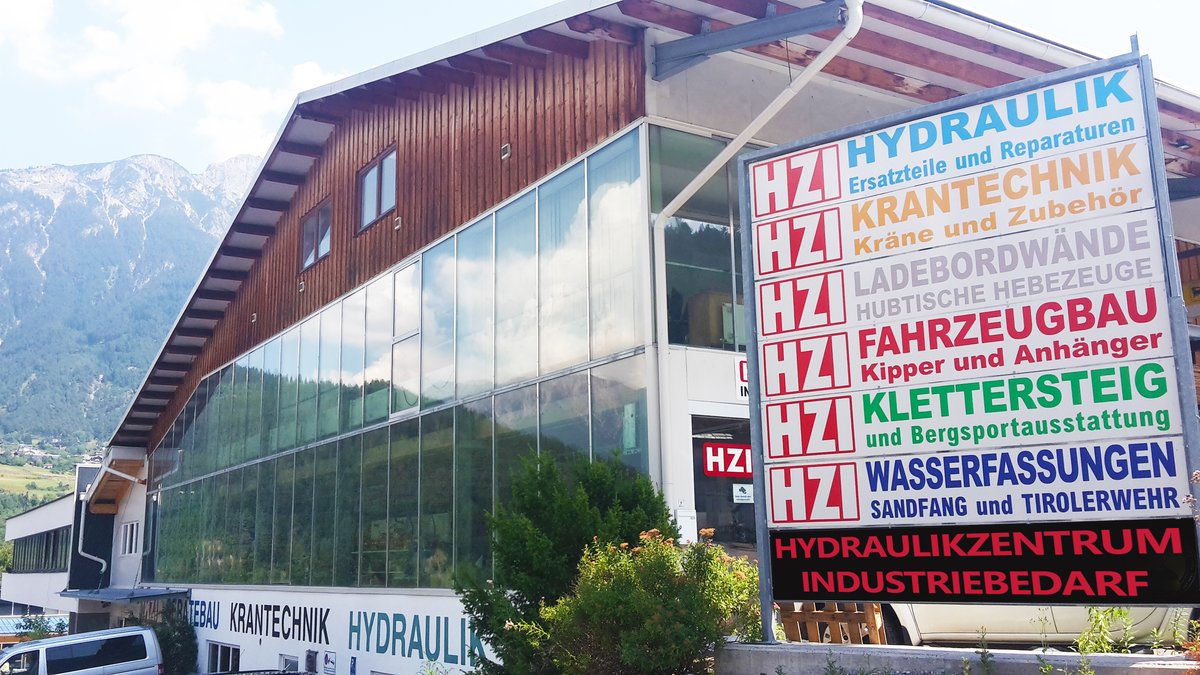 HZI HYDRAULIK
Ersatzteile und Reparaturen
HZI KRANTECHNIK
Kräne und Zubehör
HZI LADEBORDWÄNDE
HUBTISCHE HEBEZEUGE
HZI FAHRZEUGBAU
Kipper und Anhänger
HZI KLETTERSTEIG
und Bergsportausstattung
HZI WASSERFASSUNGEN
SANDFANG und TIROLERWEHR
HYDRAULIKZENTRUM
INDUSTRIEBEDARF
HZI
KRANTECHNIK HYDRAULIK